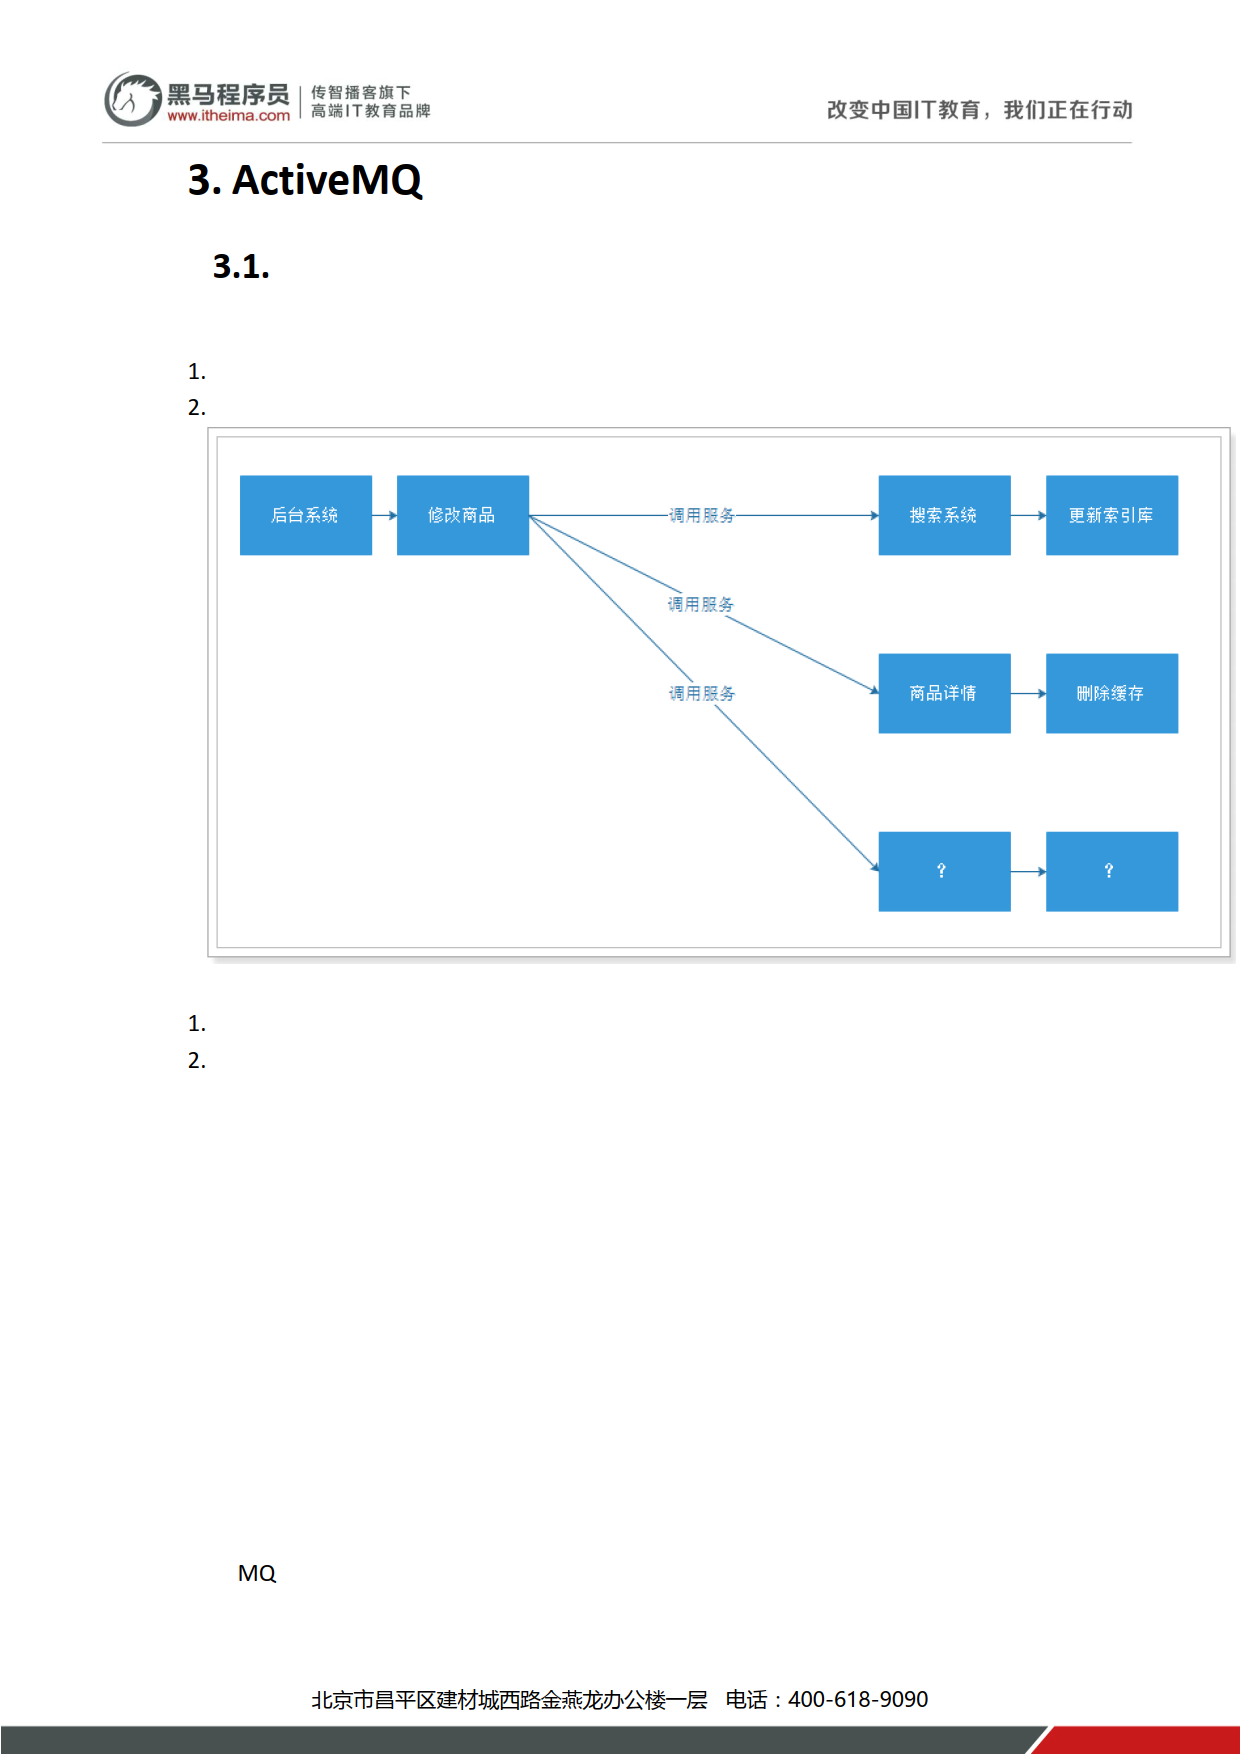 黑马程序员
www.itheima.com
传智播客旗下
高端IT教育品牌
改变中国IT教育，我们正在行动
3. ActiveMQ
3.1.
1.
2.
后台系统 修改商品 调用服务 搜索系统 更新索引库
调用服务
调用服务 商品详情 删除缓存
? ?
1.
2.
MQ
北京市昌平区建材城西路金燕龙办公楼一层 电话：400-618-9090